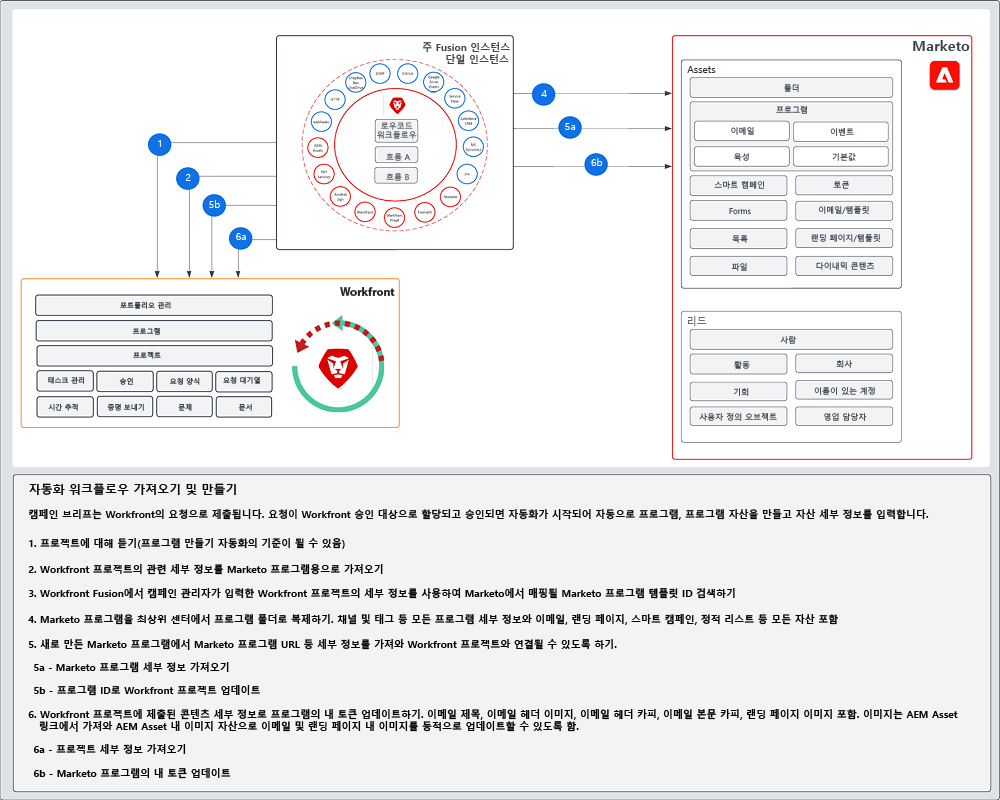 주 Fusion 인스턴스
단일 인스턴스
LDAP
GitHub
Dropbox
Box
OneDrive
Google
Drive
Sheets
HTTP
Service
Now
webhooks
Salesforce
CRM
AEM
Assets
MS
Dynamics
PDF
Services
Jira
Acrobat
Sign
Marketo
Workfront
Workfront
Proof
Frame IO
로우코드
워크플로우
흐름 A
흐름 B
1
2
5b
6a
4
5a
6b
Marketo
Assets
폴더
프로그램
이메일
이벤트
육성
기본값
스마트 캠페인
토큰
Forms
이메일/템플릿
목록
랜딩 페이지/템플릿
파일
다이내믹 콘텐츠
리드
사람
활동
회사
기회
이름이 있는 계정
사용자 정의 오브젝트
영업 담당자
Workfront
포트폴리오 관리
프로그램
프로젝트
태스크 관리
승인
요청 양식
요청 대기열
시간 추적
증명 보내기
문제
문서
자동화 워크플로우 가져오기 및 만들기
캠페인 브리프는 Workfront의 요청으로 제출됩니다. 요청이 Workfront 승인 대상으로 할당되고 승인되면 자동화가 시작되어 자동으로 프로그램, 프로그램 자산을 만들고 자산 세부 정보를 입력합니다.
1. 프로젝트에 대해 듣기(프로그램 만들기 자동화의 기준이 될 수 있음)
2. Workfront 프로젝트의 관련 세부 정보를 Marketo 프로그램용으로 가져오기
3. Workfront Fusion에서 캠페인 관리자가 입력한 Workfront 프로젝트의 세부 정보를 사용하여 Marketo에서 매핑될 Marketo 프로그램 템플릿 ID 검색하기
4. Marketo 프로그램을 최상위 센터에서 프로그램 폴더로 복제하기. 채널 및 태그 등 모든 프로그램 세부 정보와 이메일, 랜딩 페이지, 스마트 캠페인, 정적 리스트 등 모든 자산 포함
5. 새로 만든 Marketo 프로그램에서 Marketo 프로그램 URL 등 세부 정보를 가져와 Workfront 프로젝트와 연결될 수 있도록 하기.
5a - Marketo 프로그램 세부 정보 가져오기
5b - 프로그램 ID로 Workfront 프로젝트 업데이트
6. Workfront 프로젝트에 제출된 콘텐츠 세부 정보로 프로그램의 내 토큰 업데이트하기. 이메일 제목, 이메일 헤더 이미지, 이메일 헤더 카피, 이메일 본문 카피, 랜딩 페이지 이미지 포함. 이미지는 AEM Asset
링크에서 가져와 AEM Asset 내 이미지 자산으로 이메일 및 랜딩 페이지 내 이미지를 동적으로 업데이트할 수 있도록 함.
6a - 프로젝트 세부 정보 가져오기
6b - Marketo 프로그램의 내 토큰 업데이트